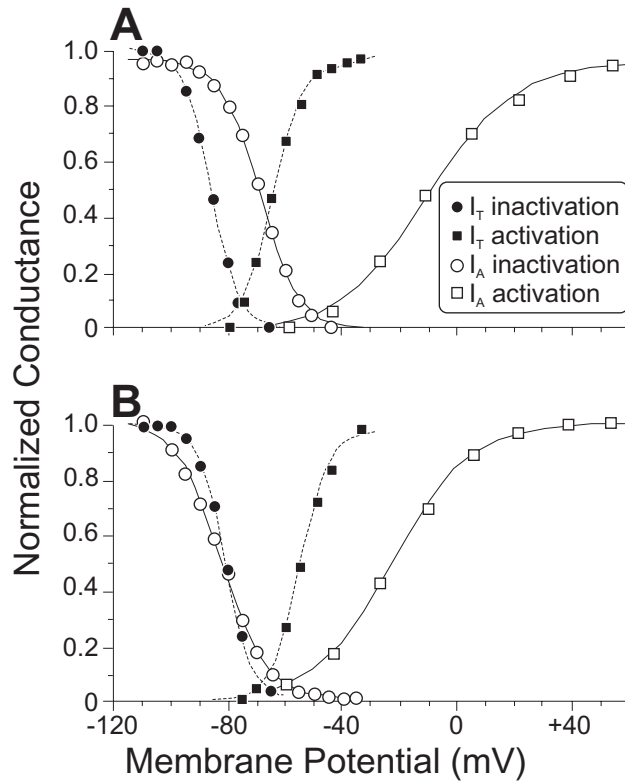 A
1.0
0.8
0.6
0.4
0.2
0
I_T inactivation
I_T activation
I_A inactivation
I_A activation
Normalized Conductance
B
1.0
0.8
0.6
0.4
0.2
0
-120 -80 -40 0 +40
Membrane Potential (mV)